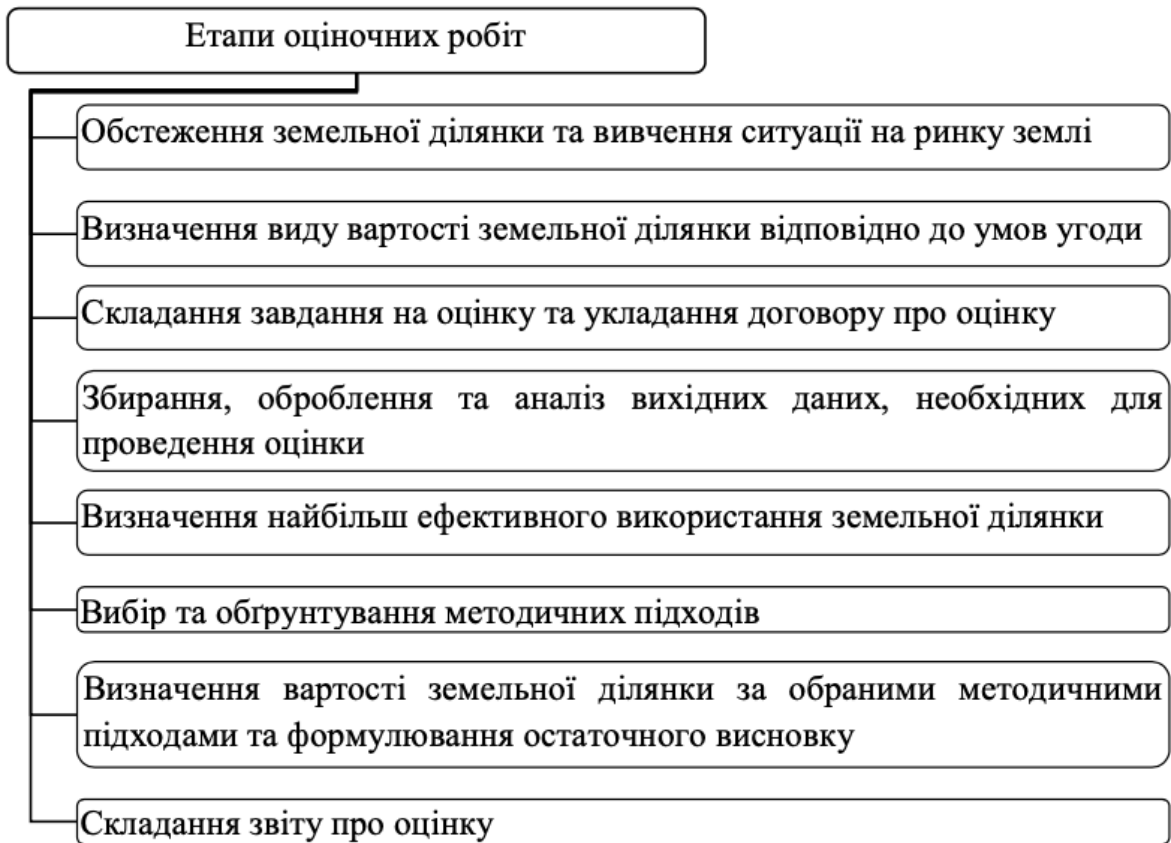 Етапи оціночних робіт
Обстеження земельної ділянки та вивчення ситуації на ринку землі
Визначення виду вартості земельної ділянки відповідно до умов угоди
Складання завдання на оцінку та укладання договору про оцінку
Збирання, оброблення та аналіз вихідних даних, необхідних для
проведення оцінки
Визначення найбільш ефективного використання земельної ділянки
Вибір та обґрунтування методичних підходів
Визначення вартості земельної ділянки за обраними методичними
підходами та формулювання остаточного висновку
Складання звіту про оцінку